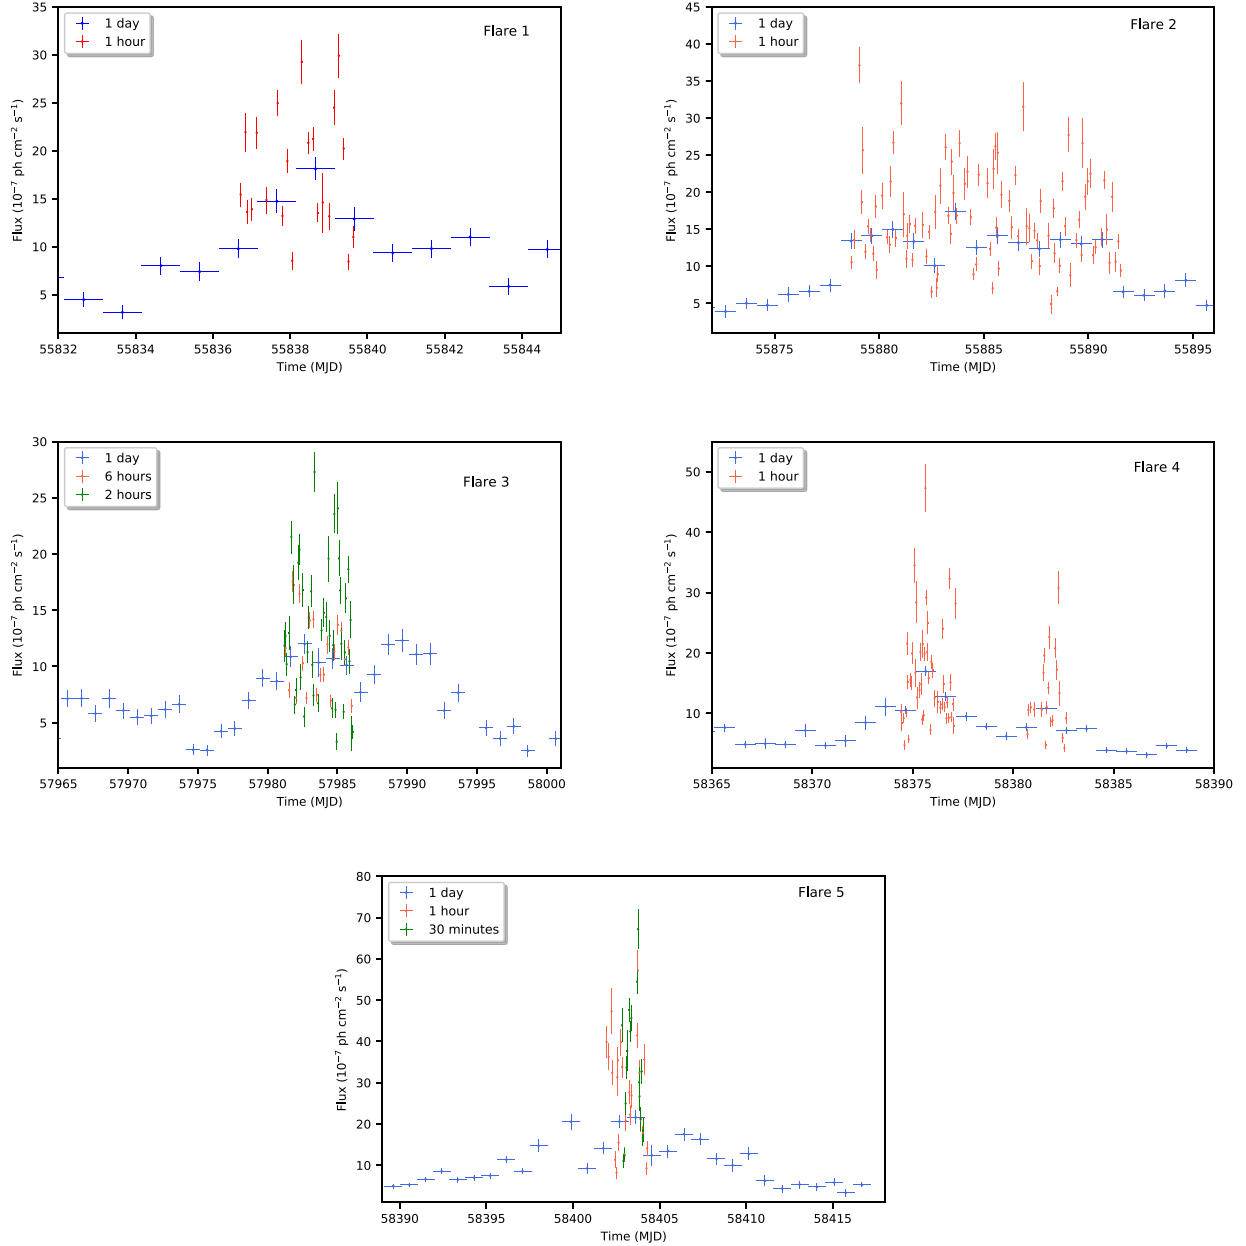 1 day
1 hour
Flare 1
35
30
25
20
15
10
5
Flux (10⁻⁷ ph cm⁻² s⁻¹)
55832 55834 55836 55838 55840 55842 55844
Time (MJD)
1 day
1 hour
Flare 2
45
40
35
30
25
20
15
10
5
Flux (10⁻⁷ ph cm⁻² s⁻¹)
55875 55880 55885 55890 55895
Time (MJD)
1 day
6 hours
2 hours
Flare 3
30
25
20
15
10
5
Flux (10⁻⁷ ph cm⁻² s⁻¹)
57965 57970 57975 57980 57985 57990 57995 58000
Time (MJD)
1 day
1 hour
Flare 4
50
40
30
20
10
Flux (10⁻⁷ ph cm⁻² s⁻¹)
58365 58370 58375 58380 58385 58390
Time (MJD)
1 day
1 hour
30 minutes
Flare 5
80
70
60
50
40
30
20
10
Flux (10⁻⁷ ph cm⁻² s⁻¹)
58390 58395 58400 58405 58410 58415
Time (MJD)